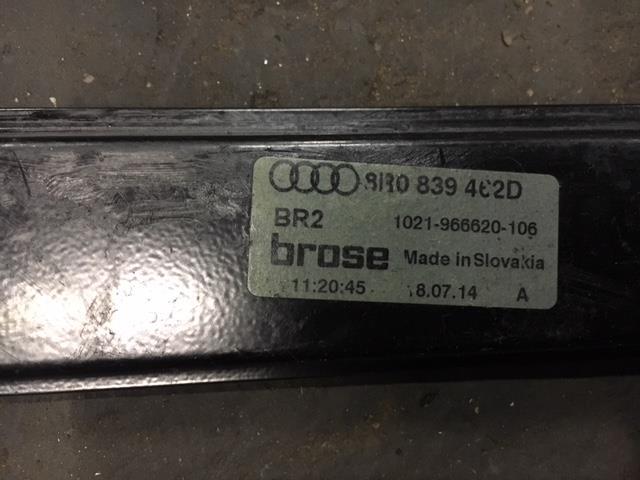 8R0 839 462D
BR2 1021-966620-106
brose Made in Slovakia
11:20:45 8.07.14 A